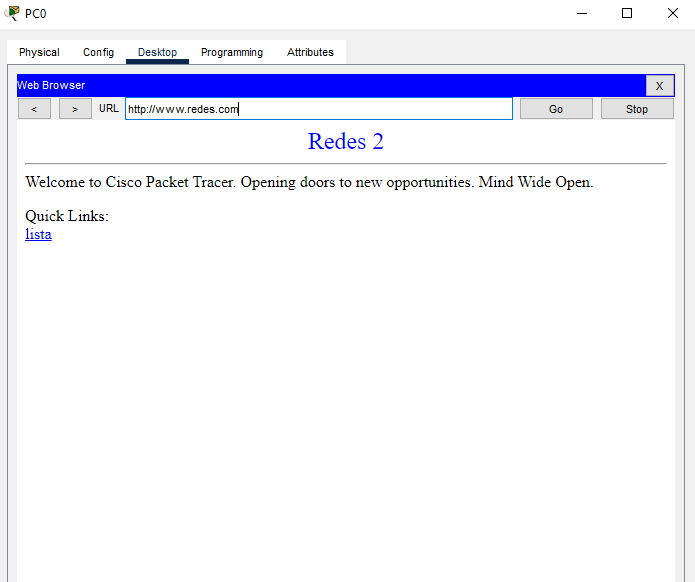 PC0
Physical Config Desktop Programming Attributes
Web Browser X
< > URL http://www.redes.com Go Stop
Redes 2
Welcome to Cisco Packet Tracer. Opening doors to new opportunities. Mind Wide Open.
Quick Links:
lista